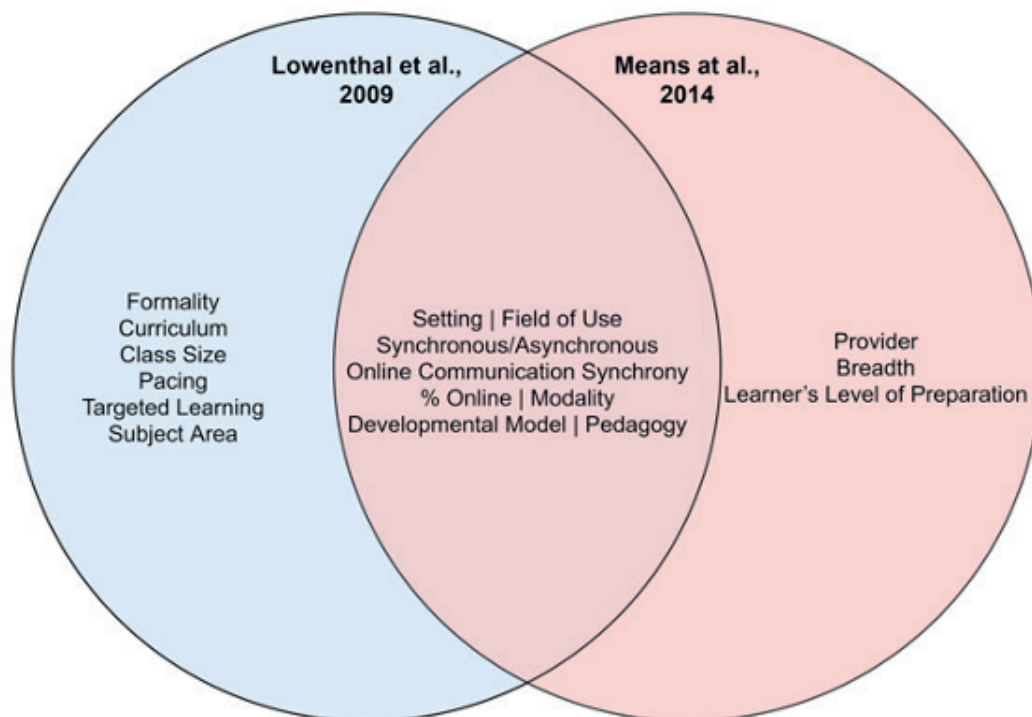 Lowenthal et al.,
2009
Means at al.,
2014
Formality
Curriculum
Class Size
Pacing
Targeted Learning
Subject Area
Setting | Field of Use
Synchronous/Asynchronous
Online Communication Synchrony
% Online | Modality
Developmental Model | Pedagogy
Provider
Breadth
Learner's Level of Preparation